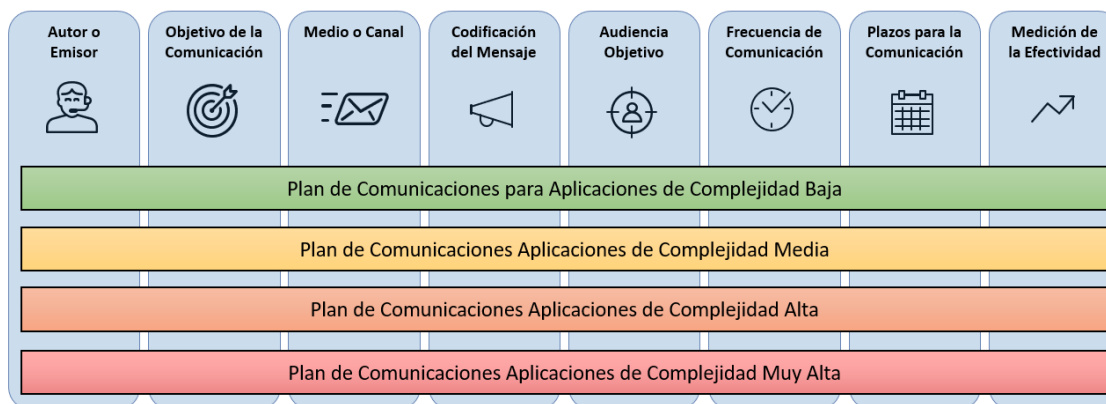 Autor o
Emisor
Objetivo de la
Comunicación
Medio o Canal
Codificación
del Mensaje
Audiencia
Objetivo
Frecuencia de
Comunicación
Plazos para la
Comunicación
Medición de
la Efectividad
Plan de Comunicaciones para Aplicaciones de Complejidad Baja
Plan de Comunicaciones Aplicaciones de Complejidad Media
Plan de Comunicaciones Aplicaciones de Complejidad Alta
Plan de Comunicaciones Aplicaciones de Complejidad Muy Alta